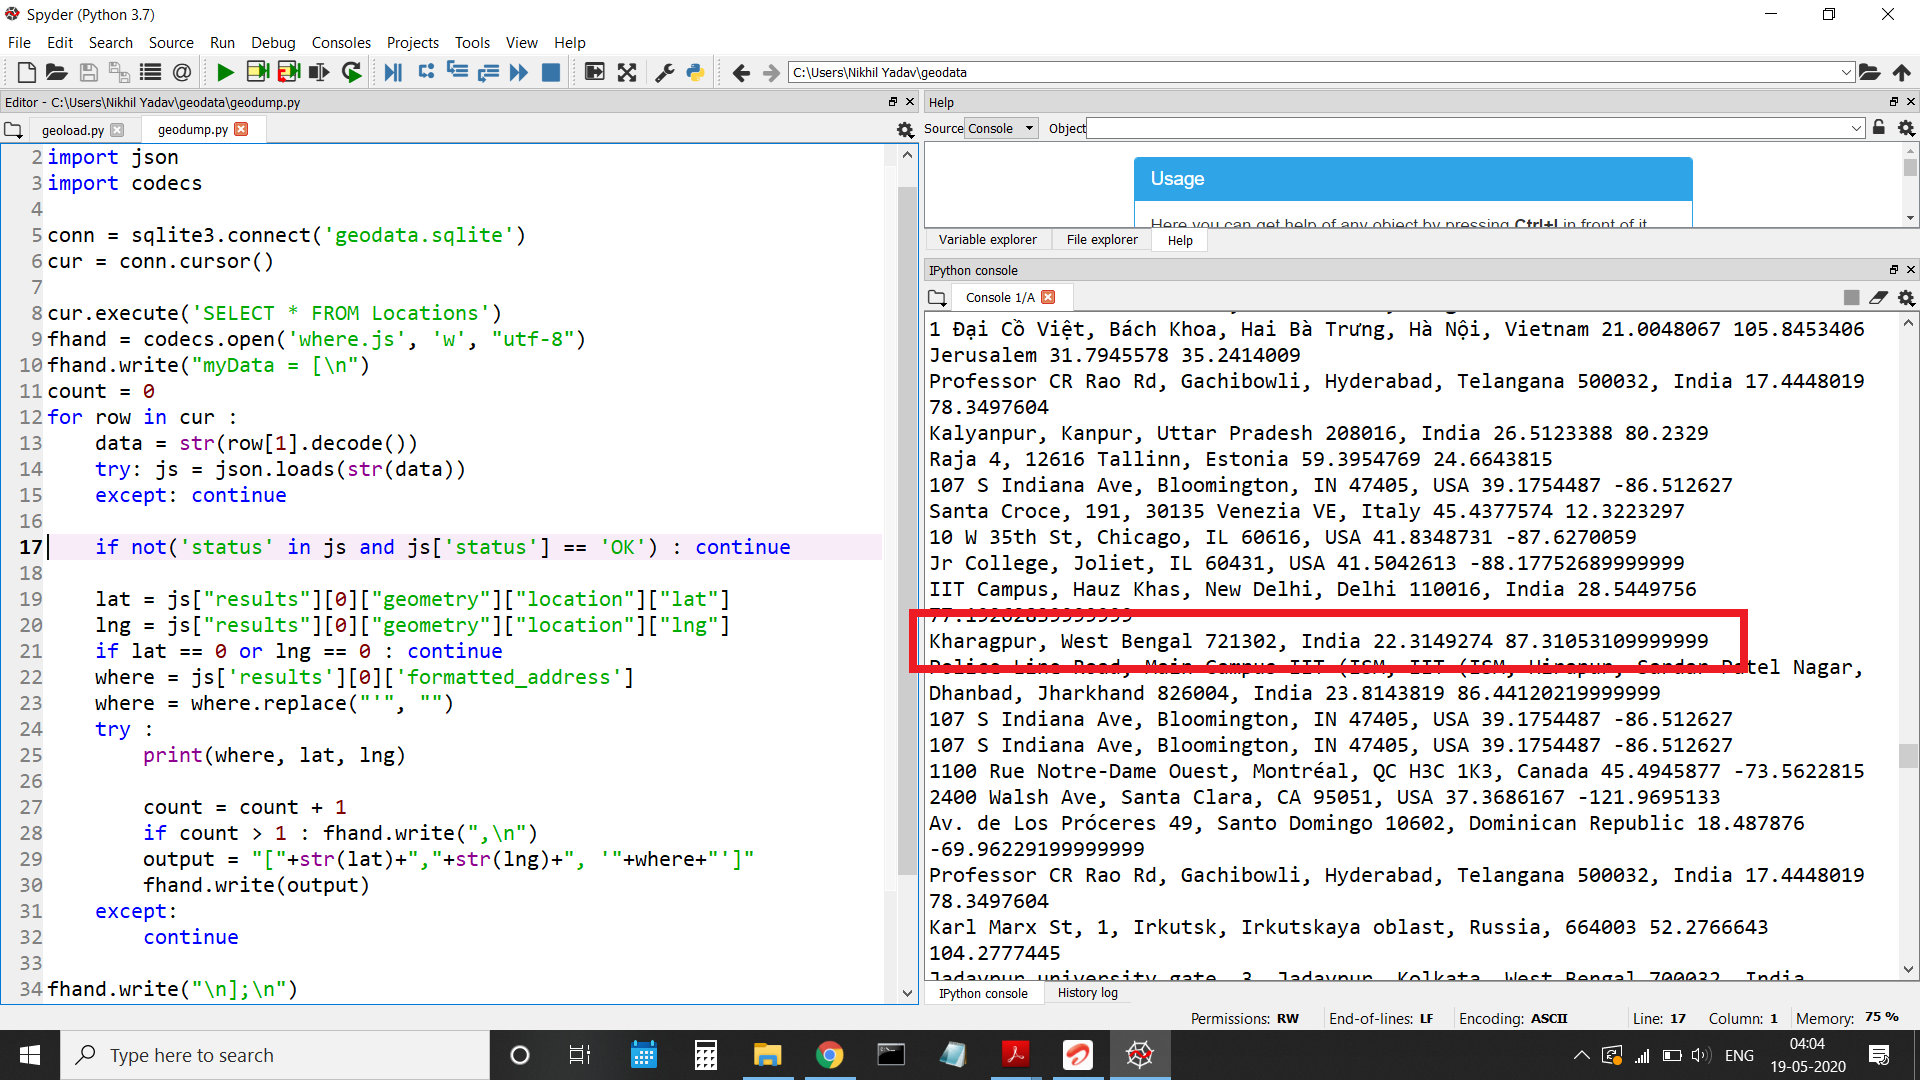 Spyder (Python 3.7)
File Edit Search Source Run Debug Consoles Projects Tools View Help
C:\Users\Nikhil Yadav\geodata
Editor - C:\Users\Nikhil Yadav\geodata\geodump.py
geoload.py geodump.py
2 import json
3 import codecs
4
5 conn = sqlite3.connect('geodata.sqlite')
6 cur = conn.cursor()
7
8 cur.execute('SELECT * FROM Locations')
9 fhand = codecs.open('where.js', 'w', "utf-8")
10 fhand.write("myData = [\n")
11 count = 0
12 for row in cur :
13     data = str(row[1].decode())
14     try: js = json.loads(str(data))
15     except: continue
16
17     if not('status' in js and js['status'] == 'OK') : continue
18
19     lat = js["results"][0]["geometry"]["location"]["lat"]
20     lng = js["results"][0]["geometry"]["location"]["lng"]
21     if lat == 0 or lng == 0 : continue
22     where = js['results'][0]['formatted_address']
23     where = where.replace("'", "")
24     try :
25         print(where, lat, lng)
26
27         count = count + 1
28         if count > 1 : fhand.write(",\n")
29         output = "["+str(lat)+","+str(lng)+", '"+where+"']"
30         fhand.write(output)
31     except:
32         continue
33
34 fhand.write("\n];\n")
Help
Source Console Object
Usage
Here you can get help of any object by pressing Ctrl+I in front of it
Variable explorer File explorer Help
IPython console
Console 1/A
1 Đại Cồ Việt, Bách Khoa, Hai Bà Trưng, Hà Nội, Vietnam 21.0048067 105.8453406
Jerusalem 31.7945578 35.2414009
Professor CR Rao Rd, Gachibowli, Hyderabad, Telangana 500032, India 17.4448019
78.3497604
Kalyanpur, Kanpur, Uttar Pradesh 208016, India 26.5123388 80.2329
Raja 4, 12616 Tallinn, Estonia 59.3954769 24.6643815
107 S Indiana Ave, Bloomington, IN 47405, USA 39.1754487 -86.512627
Santa Croce, 191, 30135 Venezia VE, Italy 45.4377574 12.3223297
10 W 35th St, Chicago, IL 60616, USA 41.8348731 -87.6270059
Jr College, Joliet, IL 60431, USA 41.5042613 -88.17752689999999
IIT Campus, Hauz Khas, New Delhi, Delhi 110016, India 28.5449756
77.19262839999999
Kharagpur, West Bengal 721302, India 22.3149274 87.31053109999999
Police Line Road, Main Campus IIT (ISM, IIT (ISM, Hirapur, Sardar Patel Nagar,
Dhanbad, Jharkhand 826004, India 23.8143819 86.44120219999999
107 S Indiana Ave, Bloomington, IN 47405, USA 39.1754487 -86.512627
107 S Indiana Ave, Bloomington, IN 47405, USA 39.1754487 -86.512627
1100 Rue Notre-Dame Ouest, Montréal, QC H3C 1K3, Canada 45.4945877 -73.5622815
2400 Walsh Ave, Santa Clara, CA 95051, USA 37.3686167 -121.9695133
Av. de Los Próceres 49, Santo Domingo 10602, Dominican Republic 18.487876
-69.96229199999999
Professor CR Rao Rd, Gachibowli, Hyderabad, Telangana 500032, India 17.4448019
78.3497604
Karl Marx St, 1, Irkutsk, Irkutskaya oblast, Russia, 664003 52.2766643
104.2777445
Jadavpur university gate, 3, Jadavpur, Kolkata, West Bengal 700032, India
IPython console History log
Permissions: RW End-of-lines: LF Encoding: ASCII Line: 17 Column: 1 Memory: 75 %
Type here to search
ENG
04:04
19-05-2020